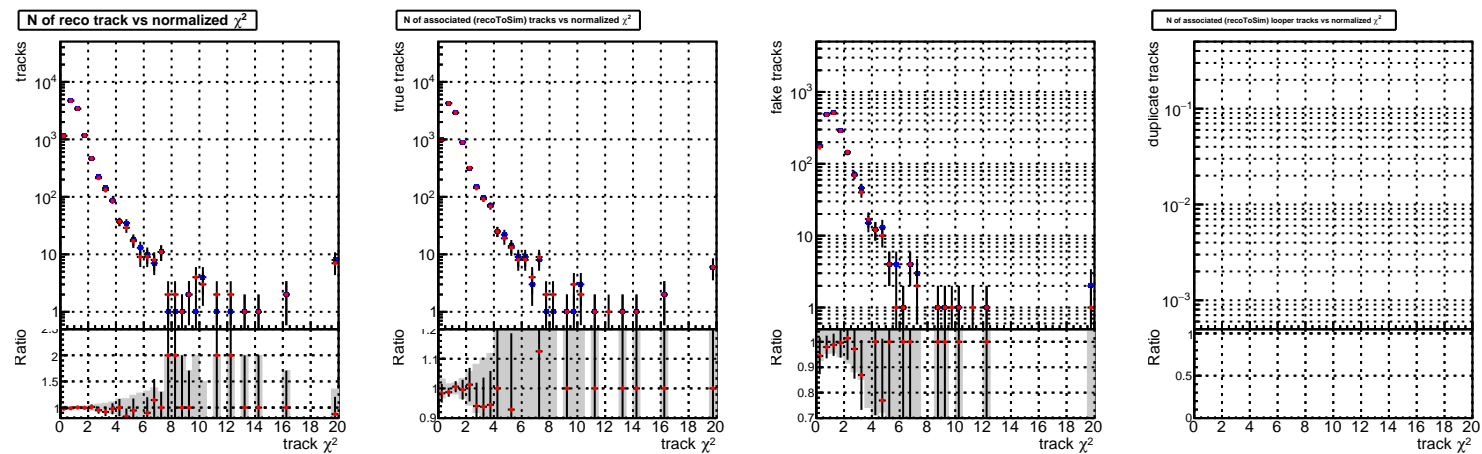 N of reco track vs normalized χ²
tracks
10⁴
10³
10²
10
1
Ratio
2.5
2
1.5
1
0 2 4 6 8 10 12 14 16 18 20
track χ²
N of associated (recoToSim) tracks vs normalized χ²
true tracks
10⁴
10³
10²
10
1
Ratio
1.2
1.1
1
0.9
0 2 4 6 8 10 12 14 16 18 20
track χ²
fake tracks
10³
10²
10
1
Ratio
1
0.9
0.8
0.7
0 2 4 6 8 10 12 14 16 18 20
track χ²
N of associated (recoToSim) looper tracks vs normalized χ²
duplicate tracks
10⁻¹
10⁻²
10⁻³
Ratio
1
0.5
0
0 2 4 6 8 10 12 14 16 18 20
track χ²